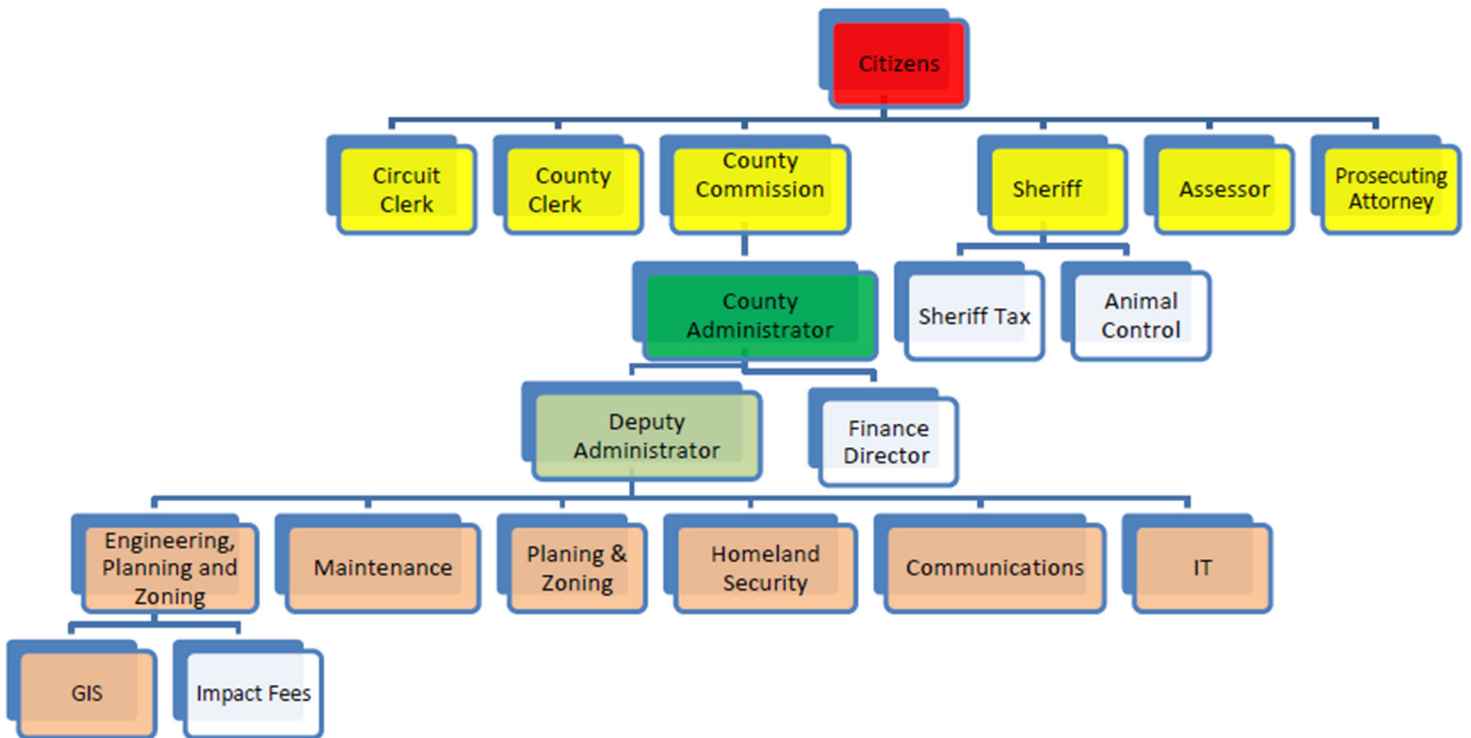 Citizens
Circuit
Clerk
County
Clerk
County
Commission
Sheriff
Assessor
Prosecuting
Attorney
County
Administrator
Sheriff Tax
Animal
Control
Deputy
Administrator
Finance
Director
Engineering,
Planning and
Zoning
Maintenance
Planing &
Zoning
Homeland
Security
Communications
IT
GIS
Impact Fees